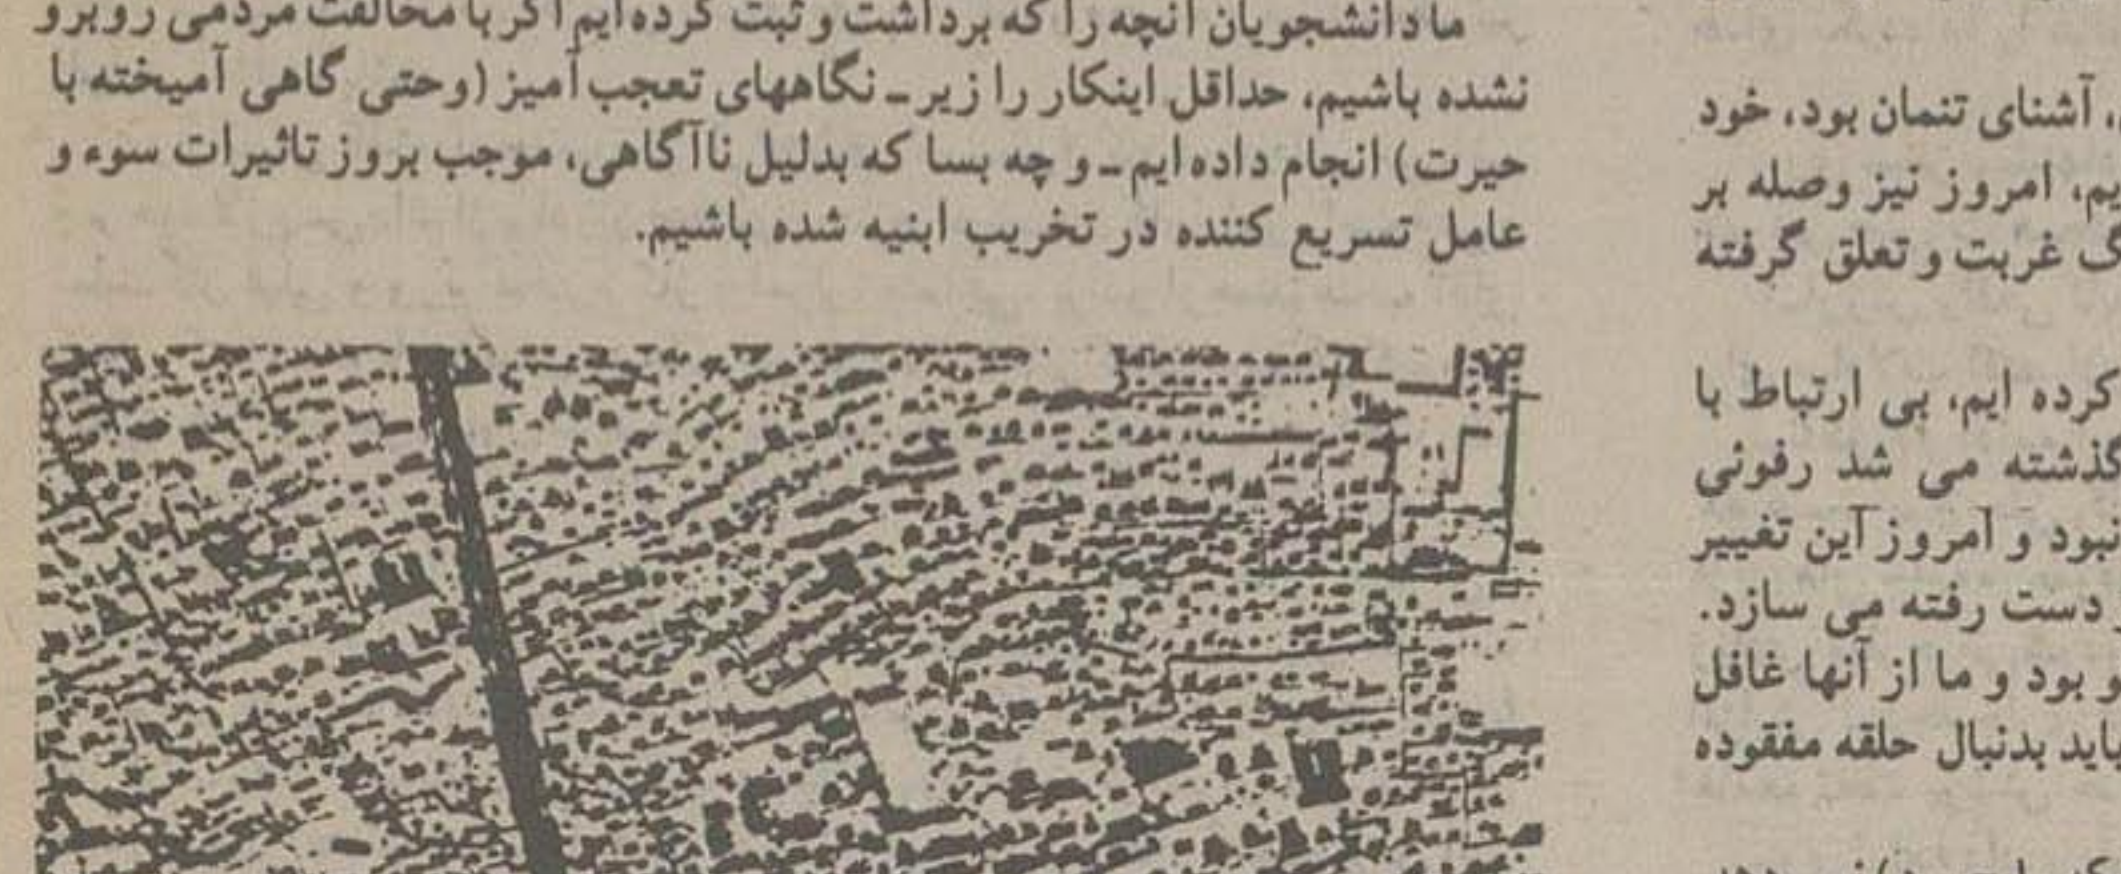 ، آشنای تنمان بود، خود
یم، امروز نیز وصله بر
غربت و تعلق گرفته
کرده ایم، بی ارتباط با
گذشته می شد رفوئی
نبود و امروز این تغییر
دست رفته می سازد.
بود و ما از آنها غافل
باید بدنبال حلقه مفقوده
ما دانشجویان آنچه را که برداشت و ثبت کرده ایم اگر با مخالفت مردمی روبرو
نشده باشیم، حداقل اینکار را زیر ـ نگاههای تعجب آمیز (وحتی گاهی آمیخته با
حیرت) انجام داده ایم ـ و چه بسا که بدلیل ناآگاهی، موجب بروز تاثیرات سوء و
عامل تسریع کننده در تخریب ابنیه شده باشیم.